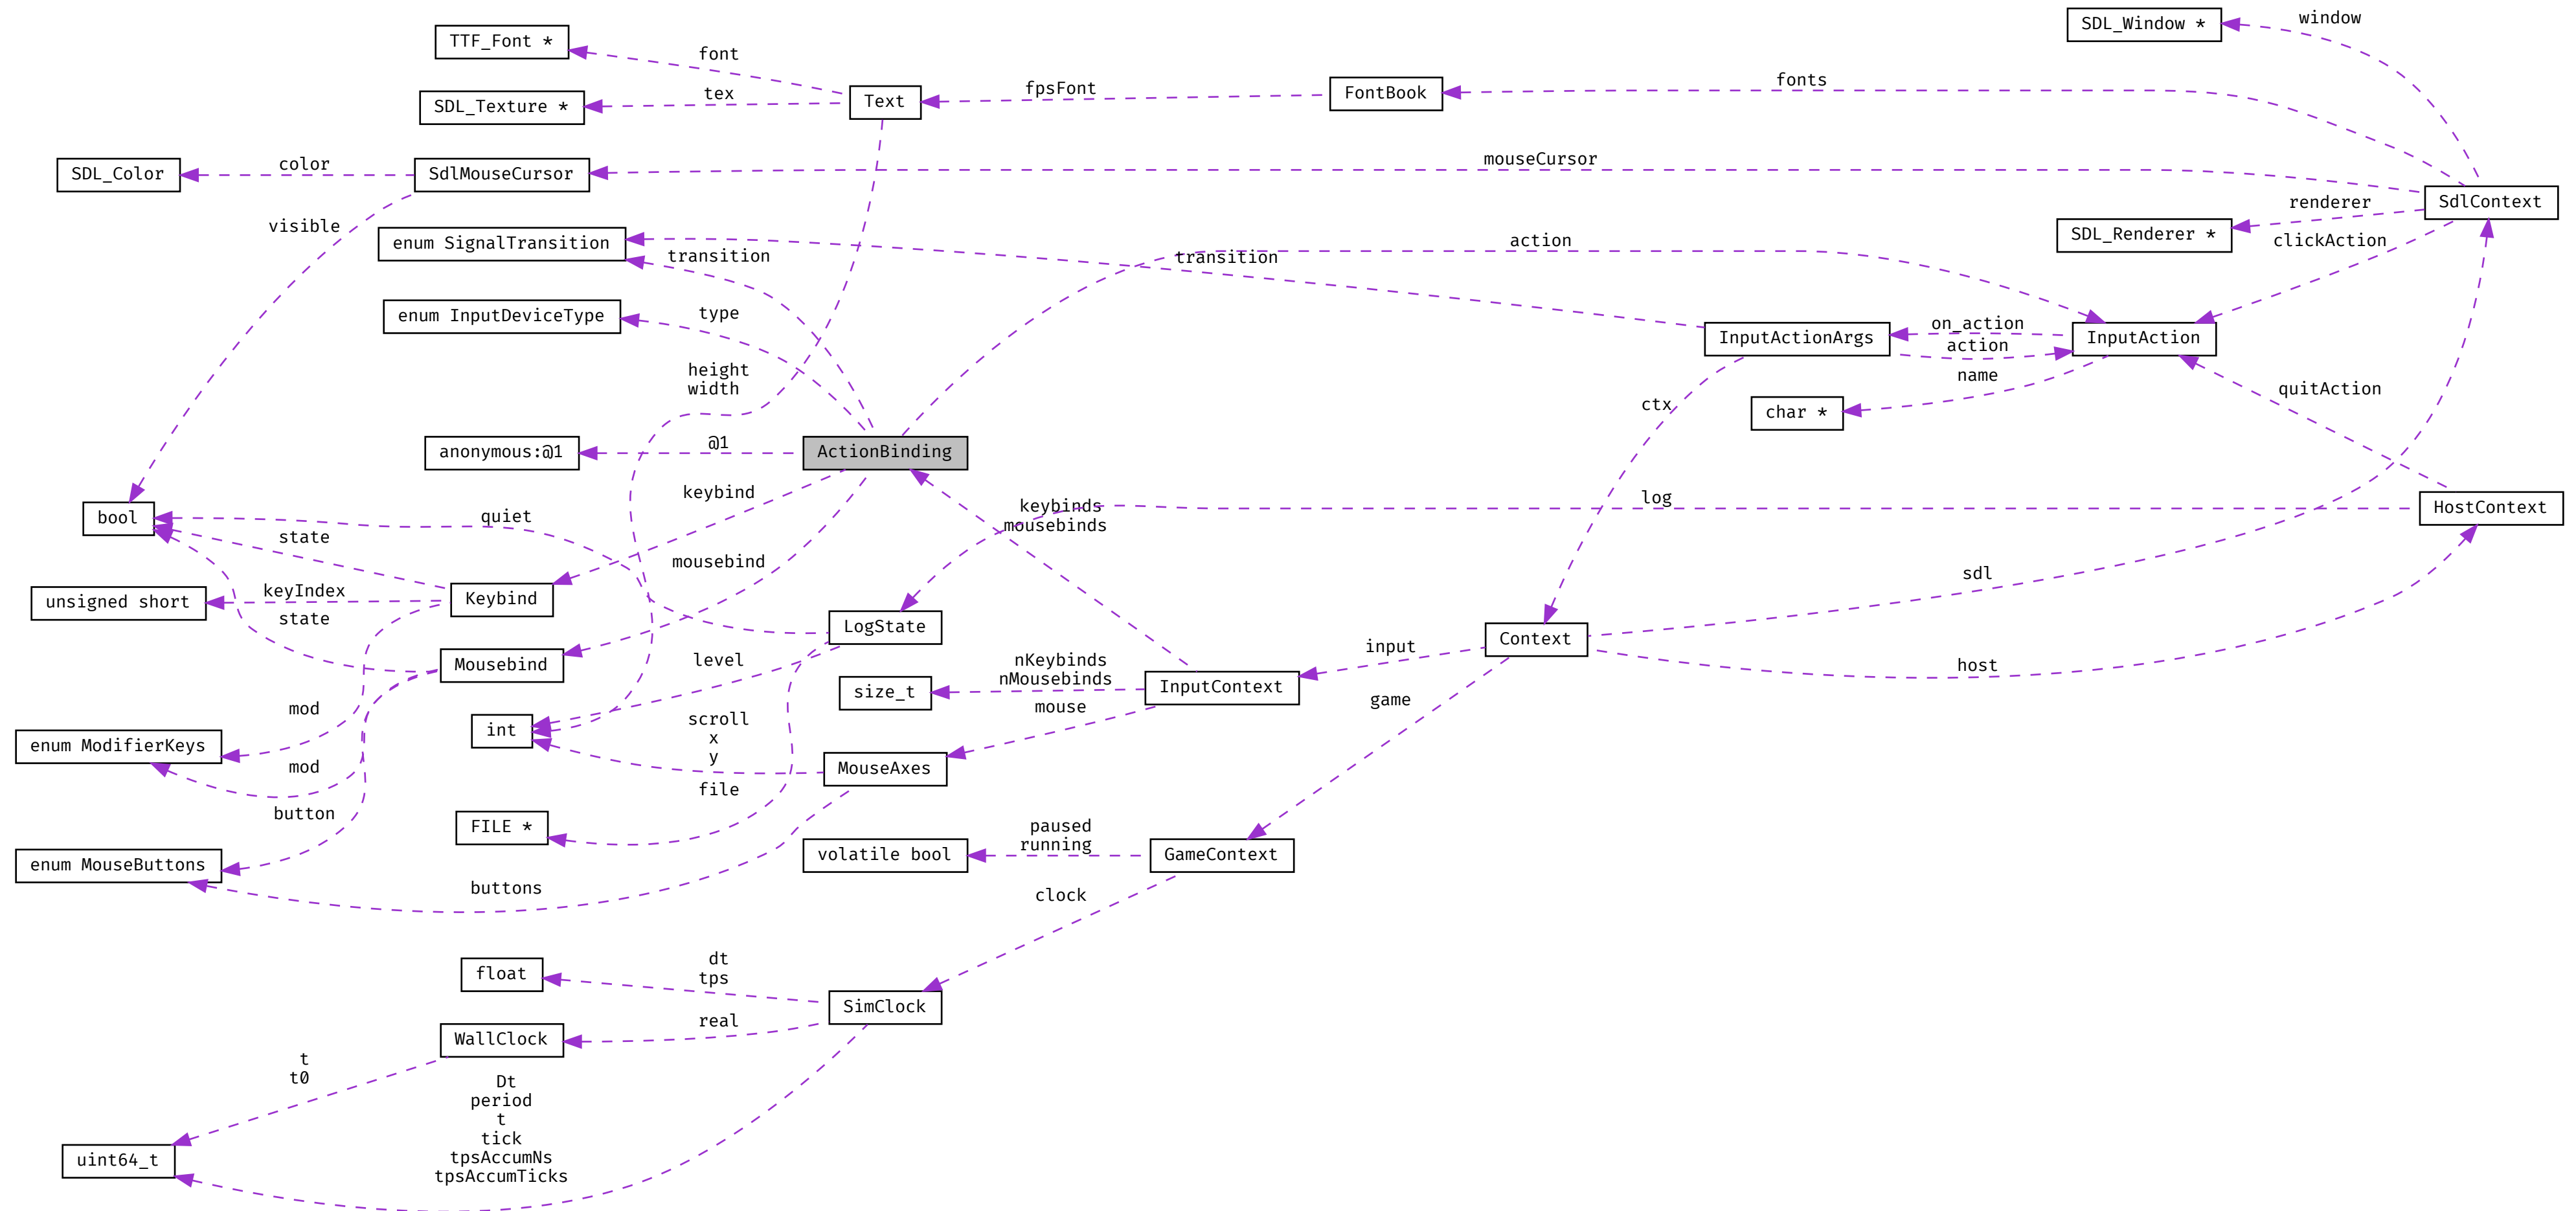 SDL_Window *
window
TTF_Font *
font
fonts
fpsFont
FontBook
Text
tex
SDL_Texture *
mouseCursor
color
SDL_Color
SdlMouseCursor
SdlContext
renderer
visible
SDL_Renderer *
enum SignalTransition
action
clickAction
transition
transition
type
enum InputDeviceType
on_action
InputActionArgs
InputAction
action
height
width
name
quitAction
ctx
char *
@1
anonymous:@1
ActionBinding
keybind
log
keybinds
mousebinds
HostContext
bool
quiet
state
mousebind
sdl
keyIndex
unsigned short
Keybind
state
LogState
Context
input
level
nKeybinds
nMousebinds
Mousebind
host
size_t
InputContext
game
mod
mouse
scroll
x
y
int
enum ModifierKeys
mod
MouseAxes
file
button
FILE *
paused
running
volatile bool
GameContext
enum MouseButtons
buttons
clock
dt
tps
float
SimClock
real
WallClock
t
t0
Dt
period
t
tick
tpsAccumNs
tpsAccumTicks
uint64_t